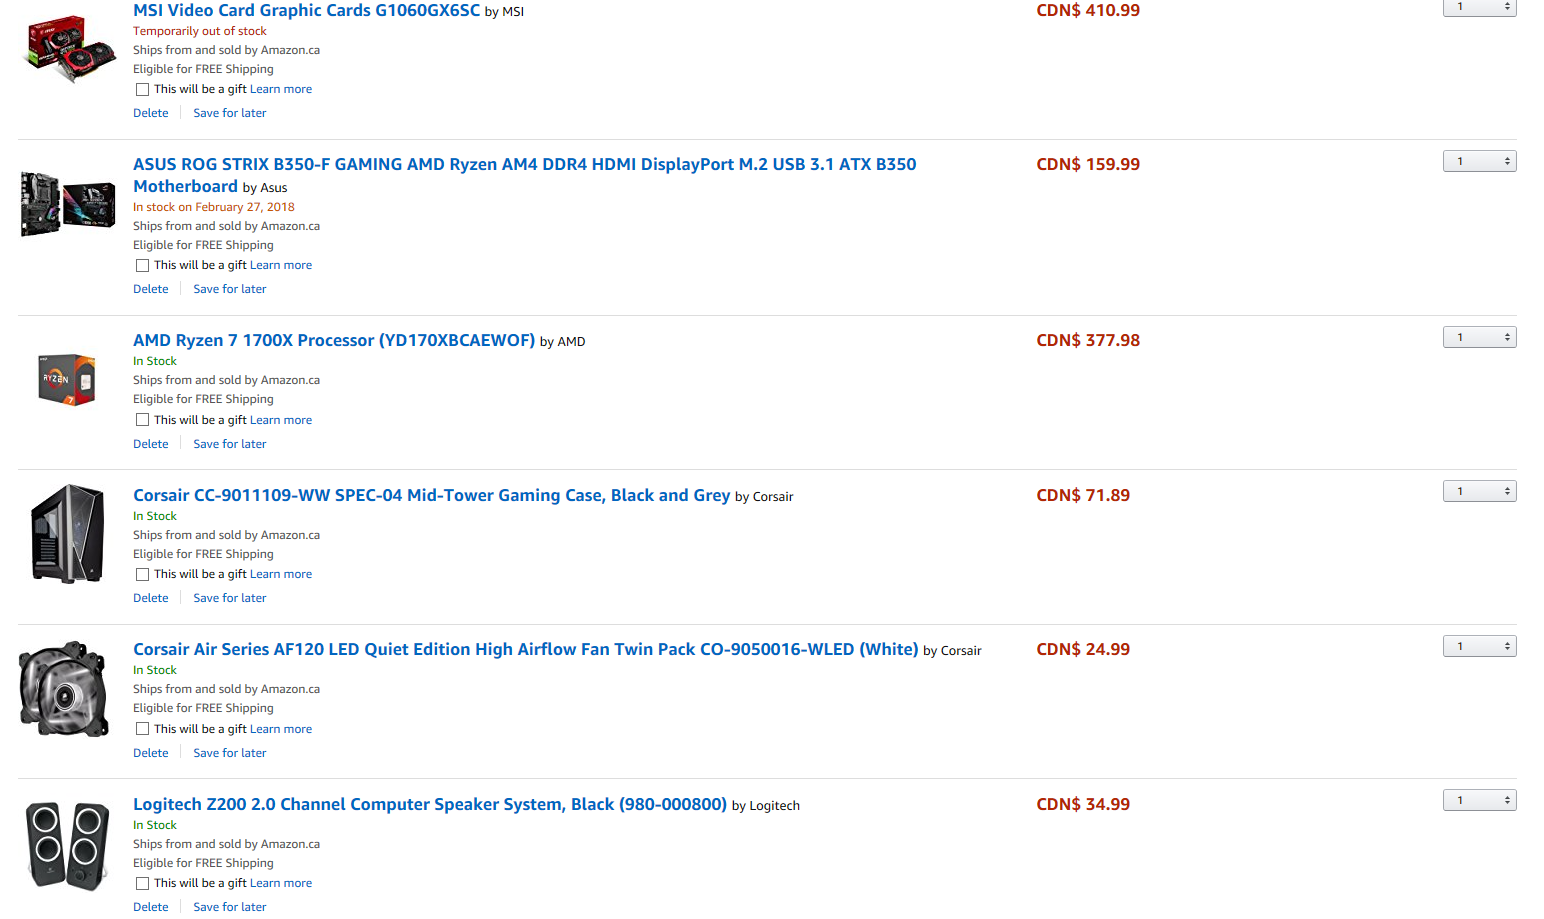 MSI Video Card Graphic Cards G1060GX6SC by MSI CDN$ 410.99 1
Temporarily out of stock
Ships from and sold by Amazon.ca
Eligible for FREE Shipping
This will be a gift Learn more
Delete Save for later
ASUS ROG STRIX B350-F GAMING AMD Ryzen AM4 DDR4 HDMI DisplayPort M.2 USB 3.1 ATX B350 CDN$ 159.99 1
Motherboard by Asus
In stock on February 27, 2018
Ships from and sold by Amazon.ca
Eligible for FREE Shipping
This will be a gift Learn more
Delete Save for later
AMD Ryzen 7 1700X Processor (YD170XBCAEWOF) by AMD CDN$ 377.98 1
In Stock
Ships from and sold by Amazon.ca
Eligible for FREE Shipping
This will be a gift Learn more
Delete Save for later
RYZEN
7
Corsair CC-9011109-WW SPEC-04 Mid-Tower Gaming Case, Black and Grey by Corsair CDN$ 71.89 1
In Stock
Ships from and sold by Amazon.ca
Eligible for FREE Shipping
This will be a gift Learn more
Delete Save for later
Corsair Air Series AF120 LED Quiet Edition High Airflow Fan Twin Pack CO-9050016-WLED (White) by Corsair CDN$ 24.99 1
In Stock
Ships from and sold by Amazon.ca
Eligible for FREE Shipping
This will be a gift Learn more
Delete Save for later
Logitech Z200 2.0 Channel Computer Speaker System, Black (980-000800) by Logitech CDN$ 34.99 1
In Stock
Ships from and sold by Amazon.ca
Eligible for FREE Shipping
This will be a gift Learn more
Delete Save for later